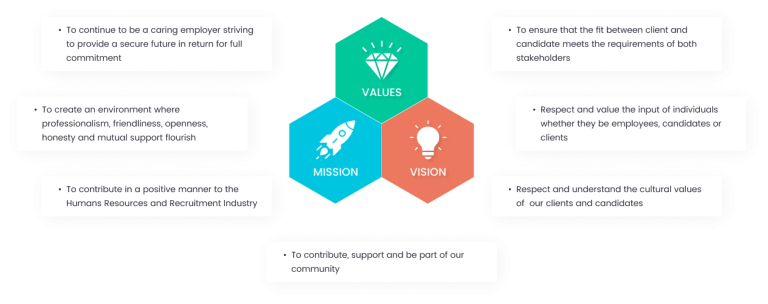 • To continue to be a caring employer striving
to provide a secure future in return for full
commitment
• To ensure that the fit between client and
candidate meets the requirements of both
stakeholders
VALUES
• To create an environment where
professionalism, friendliness, openness,
honesty and mutual support flourish
• Respect and value the input of individuals
whether they be employees, candidates or
clients
MISSION
VISION
• To contribute in a positive manner to the
Humans Resources and Recruitment Industry
• Respect and understand the cultural values
of our clients and candidates
• To contribute, support and be part of our
community